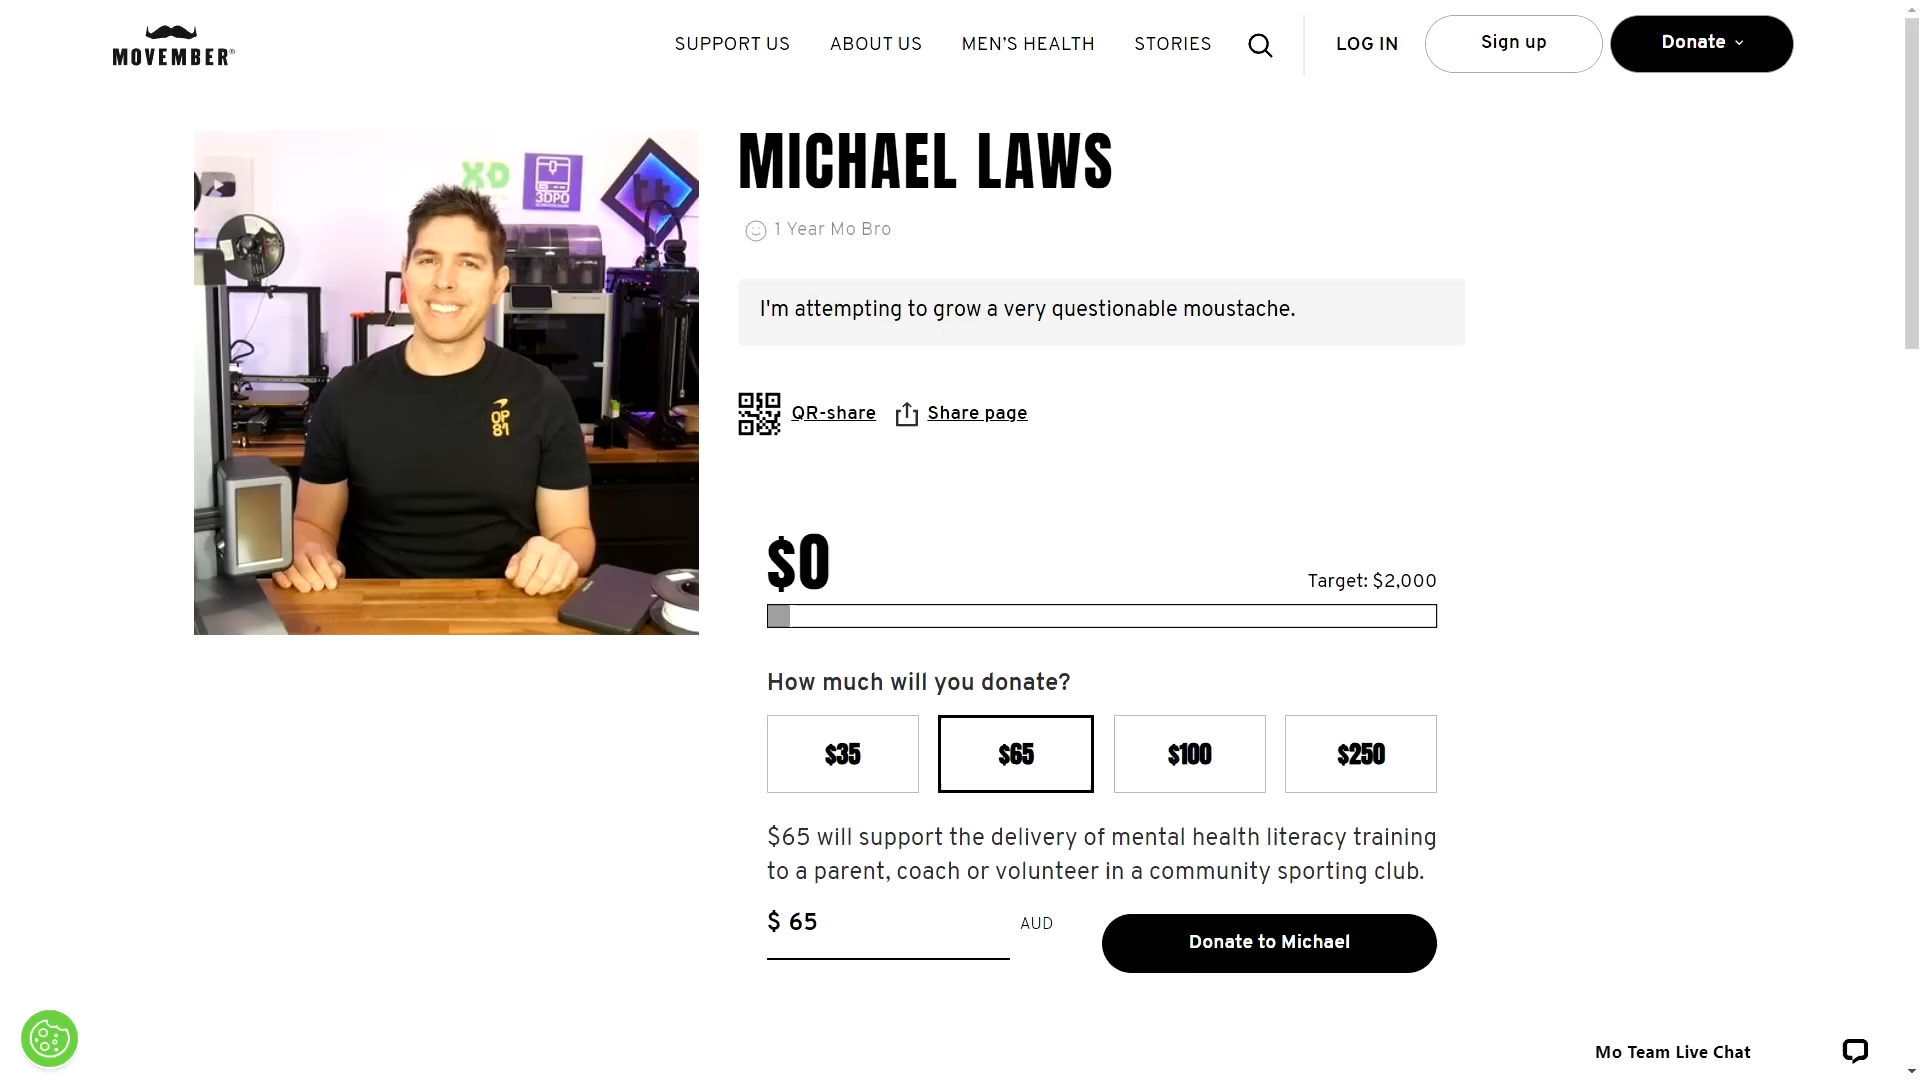 MOVEMBER®
SUPPORT US
ABOUT US
MEN'S HEALTH
STORIES
LOG IN
Sign up
Donate
MICHAEL LAWS
1 Year Mo Bro
I'm attempting to grow a very questionable moustache.
QR-share
Share page
XD
3DPO
tt
OP
81
$0
Target: $2,000
How much will you donate?
$35
$65
$100
$250
$65 will support the delivery of mental health literacy training
to a parent, coach or volunteer in a community sporting club.
$ 65
AUD
Donate to Michael
Mo Team Live Chat